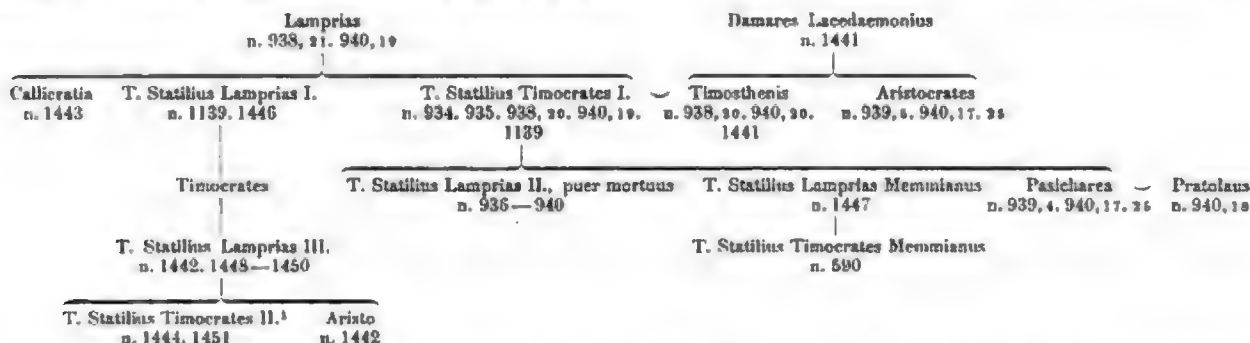 Lamprias Damares Lacedaemonius
n. 938, 21. 940, 19 n. 1441
Callicratia T. Statilius Lamprias I. T. Statilius Timocrates I. ⏝ Timosthenis Aristocrates
n. 1443 n. 1139. 1446 n. 934. 935. 938, 20. 940, 19. n. 938, 20. 940, 20. n. 939, 5. 940, 17. 25
1139 1441
Timocrates T. Statilius Lamprias II., puer mortuus T. Statilius Lamprias Memmianus Pasicharea ⏝ Pratolaus
n. 936—940 n. 1447 n. 939, 4. 940, 17. 25 n. 940, 18
T. Statilius Lamprias III. T. Statilius Timocrates Memmianus
n. 1442. 1448—1450 n. 590
T. Statilius Timocrates II. Aristo
n. 1444. 1451 n. 1442